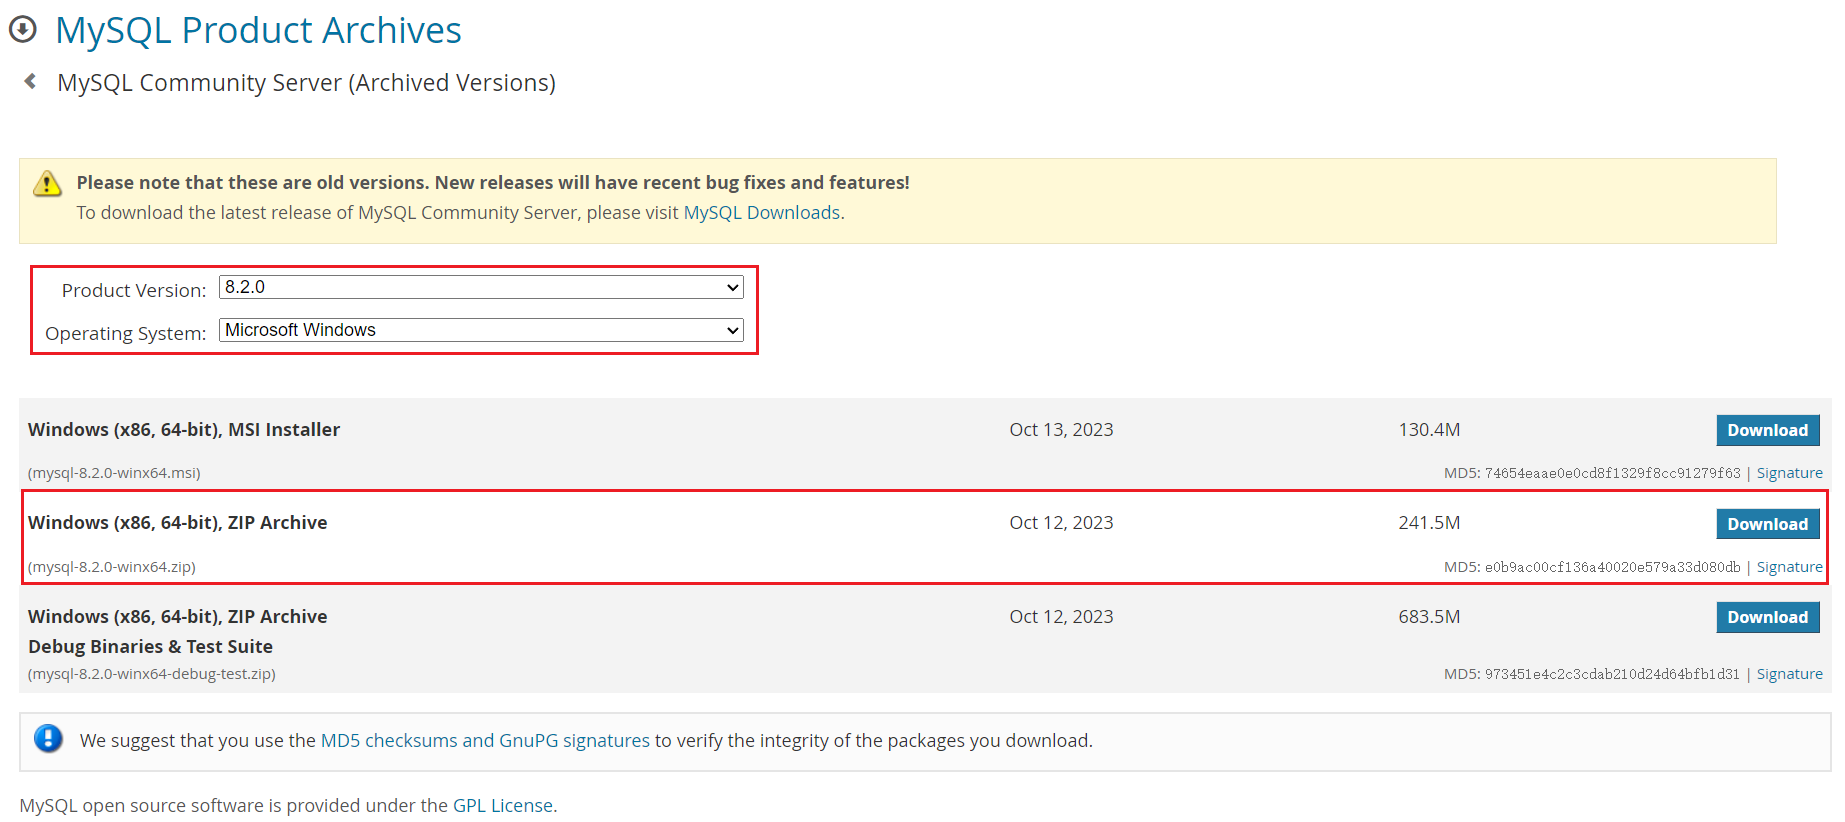 MySQL Product Archives
MySQL Community Server (Archived Versions)
Please note that these are old versions. New releases will have recent bug fixes and features!
To download the latest release of MySQL Community Server, please visit MySQL Downloads.
Product Version: 8.2.0
Operating System: Microsoft Windows
Windows (x86, 64-bit), MSI Installer Oct 13, 2023 130.4M Download
(mysql-8.2.0-winx64.msi) MD5: 74654eaae0e0cd8f1329f8cc91279f63 | Signature
Windows (x86, 64-bit), ZIP Archive Oct 12, 2023 241.5M Download
(mysql-8.2.0-winx64.zip) MD5: e0b9ac00cf136a40020e579a33d080db | Signature
Windows (x86, 64-bit), ZIP Archive Oct 12, 2023 683.5M Download
Debug Binaries & Test Suite
(mysql-8.2.0-winx64-debug-test.zip) MD5: 973451e4c2c3cdab210d24d64bfb1d31 | Signature
We suggest that you use the MD5 checksums and GnuPG signatures to verify the integrity of the packages you download.
MySQL open source software is provided under the GPL License.